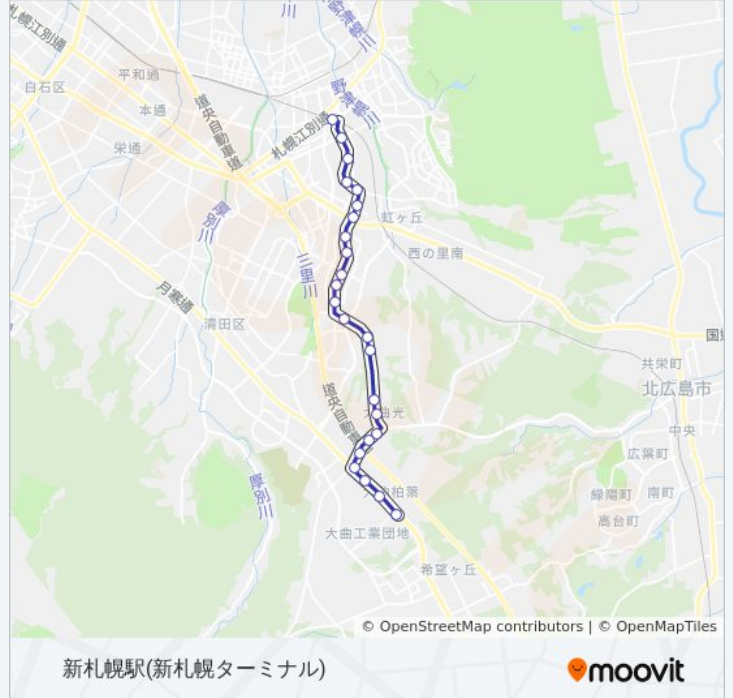 札幌江別通
白石区
平和通
本通
栄通
道央自動車道
札幌江別通
野津幌川
厚別川
三里川
虹ヶ丘
西の里南
月寒通
清田区
共栄町
北広島市
中央
道央自動車
広葉町
緑陽町
南町
高台町
厚別川
柏葉
大曲工業団地
希望ヶ丘
© OpenStreetMap contributors | © OpenMapTiles
新札幌駅(新札幌ターミナル)
moovit